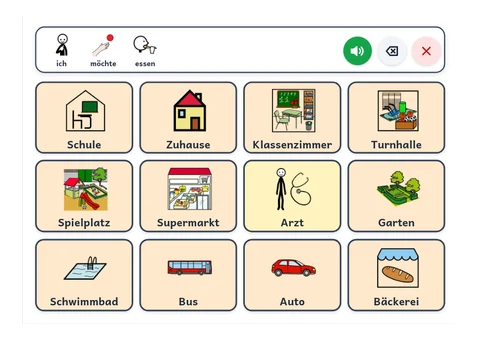 ich möchte essen
Schule Zuhause Klassenzimmer Turnhalle
Spielplatz Supermarkt Arzt Garten
Schwimmbad Bus Auto Bäckerei